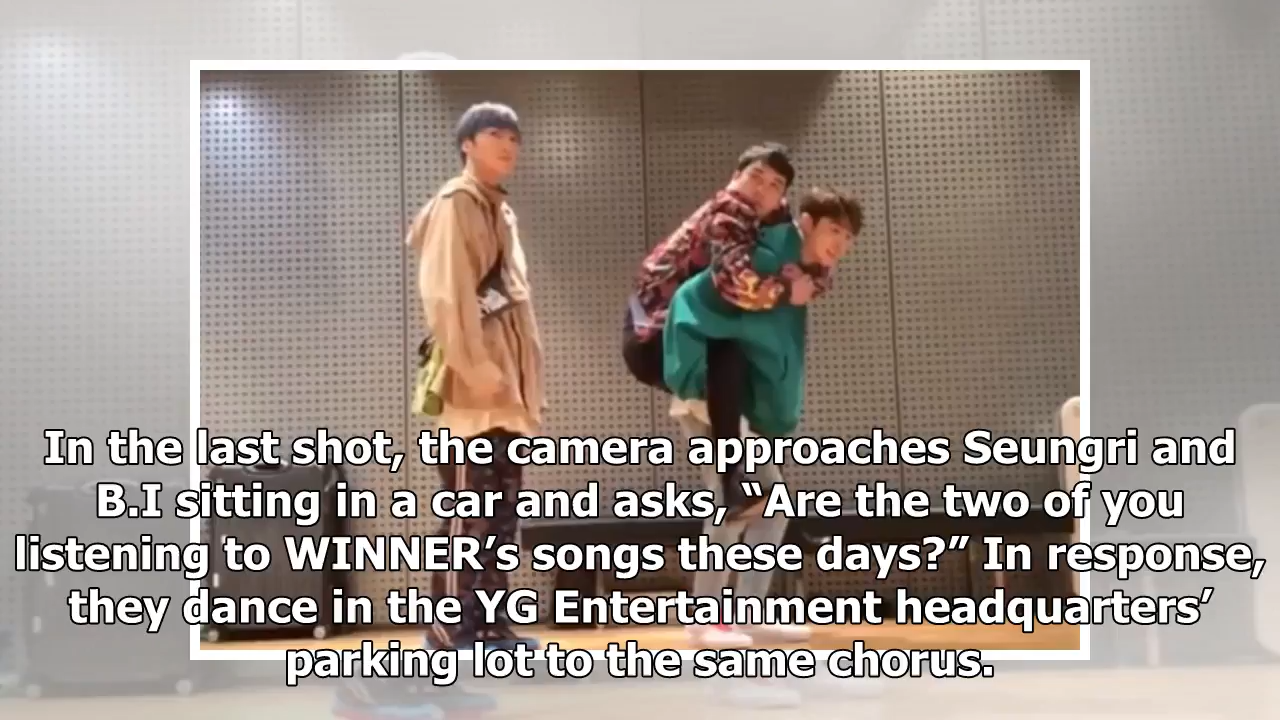 In the last shot, the camera approaches Seungri and
B.I sitting in a car and asks, “Are the two of you
listening to WINNER’s songs these days?” In response,
they dance in the YG Entertainment headquarters’
parking lot to the same chorus.